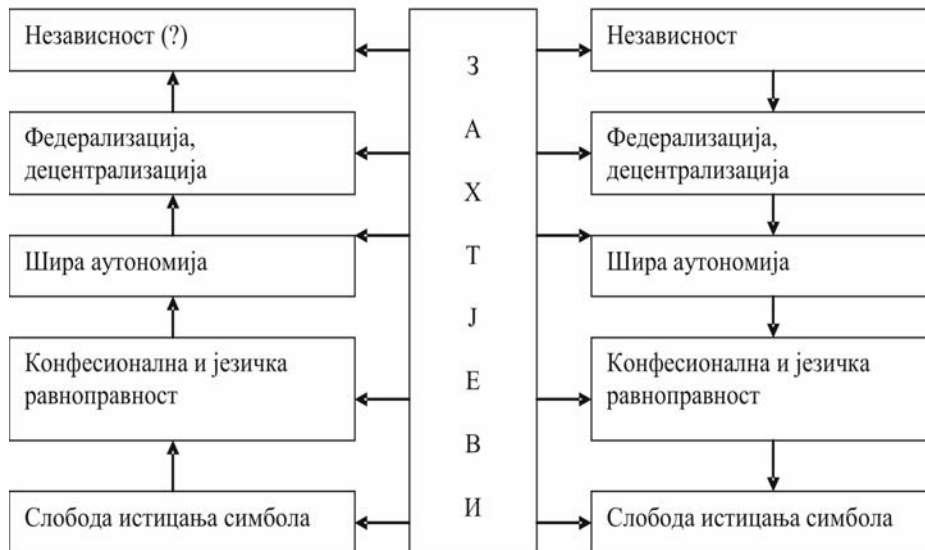 Независност (?)
Федерализација,
децентрализација
Шира аутономија
Конфесионална и језичка
равноправност
Слобода истицања симбола
З
А
Х
Т
Ј
Е
В
И
Независност
Федерализација,
децентрализација
Шира аутономија
Конфесионална и језичка
равноправност
Слобода истицања симбола